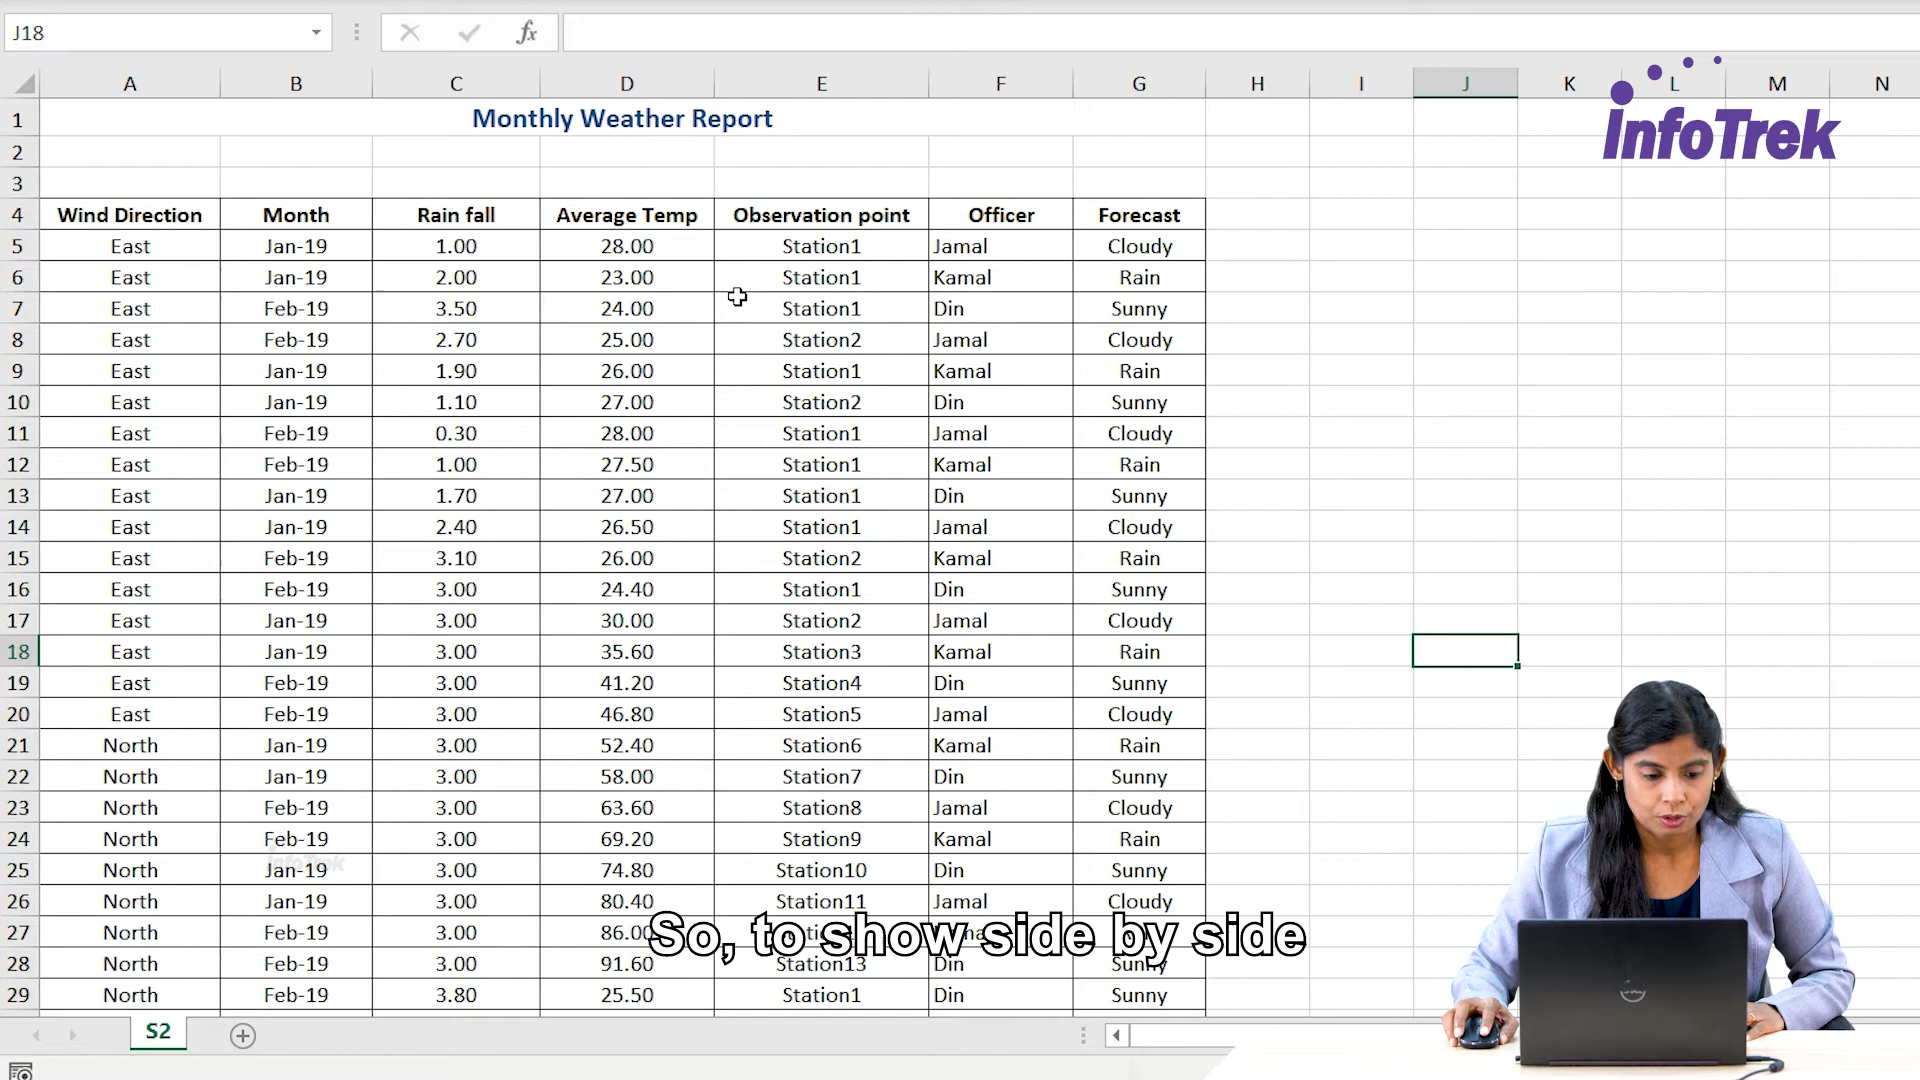 J18
fx
A B C D E F G H I J K L M N
infoTrek
1 Monthly Weather Report
2
3
4 Wind Direction Month Rain fall Average Temp Observation point Officer Forecast
5 East Jan-19 1.00 28.00 Station1 Jamal Cloudy
6 East Jan-19 2.00 23.00 Station1 Kamal Rain
7 East Feb-19 3.50 24.00 Station1 Din Sunny
8 East Feb-19 2.70 25.00 Station2 Jamal Cloudy
9 East Jan-19 1.90 26.00 Station1 Kamal Rain
10 East Jan-19 1.10 27.00 Station2 Din Sunny
11 East Feb-19 0.30 28.00 Station1 Jamal Cloudy
12 East Feb-19 1.00 27.50 Station1 Kamal Rain
13 East Jan-19 1.70 27.00 Station1 Din Sunny
14 East Jan-19 2.40 26.50 Station1 Jamal Cloudy
15 East Feb-19 3.10 26.00 Station2 Kamal Rain
16 East Feb-19 3.00 24.40 Station1 Din Sunny
17 East Jan-19 3.00 30.00 Station2 Jamal Cloudy
18 East Jan-19 3.00 35.60 Station3 Kamal Rain
19 East Feb-19 3.00 41.20 Station4 Din Sunny
20 East Feb-19 3.00 46.80 Station5 Jamal Cloudy
21 North Jan-19 3.00 52.40 Station6 Kamal Rain
22 North Jan-19 3.00 58.00 Station7 Din Sunny
23 North Feb-19 3.00 63.60 Station8 Jamal Cloudy
24 North Feb-19 3.00 69.20 Station9 Kamal Rain
infoTrek
25 North Jan-19 3.00 74.80 Station10 Din Sunny
26 North Jan-19 3.00 80.40 Station11 Jamal Cloudy
27 North Feb-19 3.00 86.00
So, to show side by side
28 North Feb-19 3.00 91.60 Station13 Din Sunny
29 North Feb-19 3.80 25.50 Station1 Din Sunny
S2